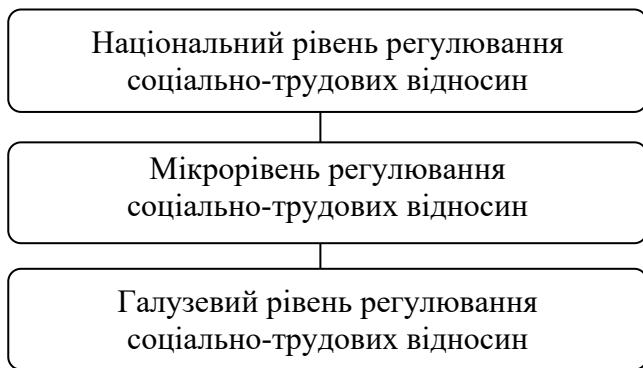 Національний рівень регулювання
соціально-трудових відносин
Мікрорівень регулювання
соціально-трудових відносин
Галузевий рівень регулювання
соціально-трудових відносин